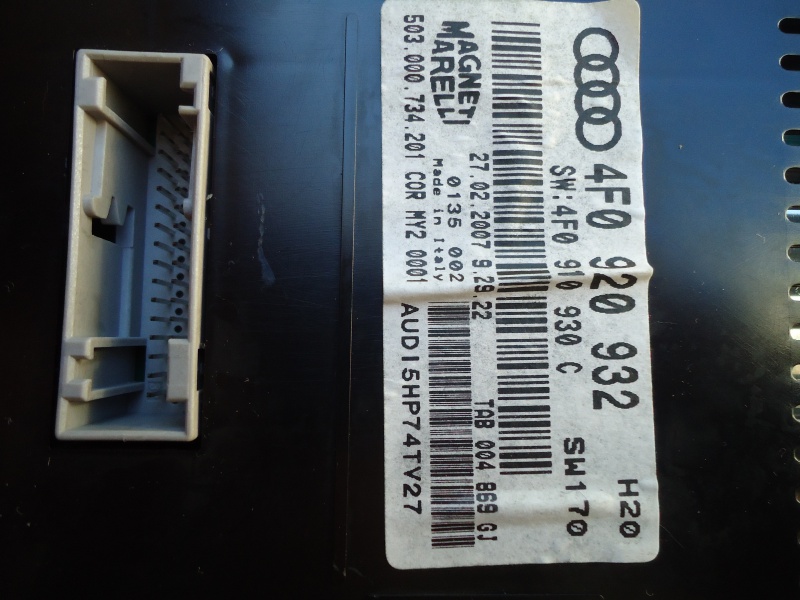 4F0 920 932 H20
SW:4F0 910 930 C SW170
27.02.2007 9.29.22 TAB 004 869 GJ
MAGNETI
MARELLI
0135 002
Made in Italy
503.000.734.201 COR MY2 0001 AUDI5HP74TV27